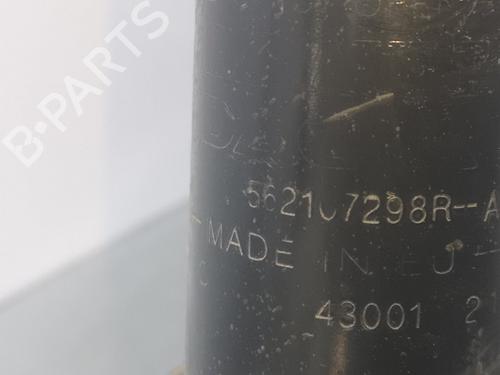 B-PARTS
562107298R--A
MADE IN EU
43001 2